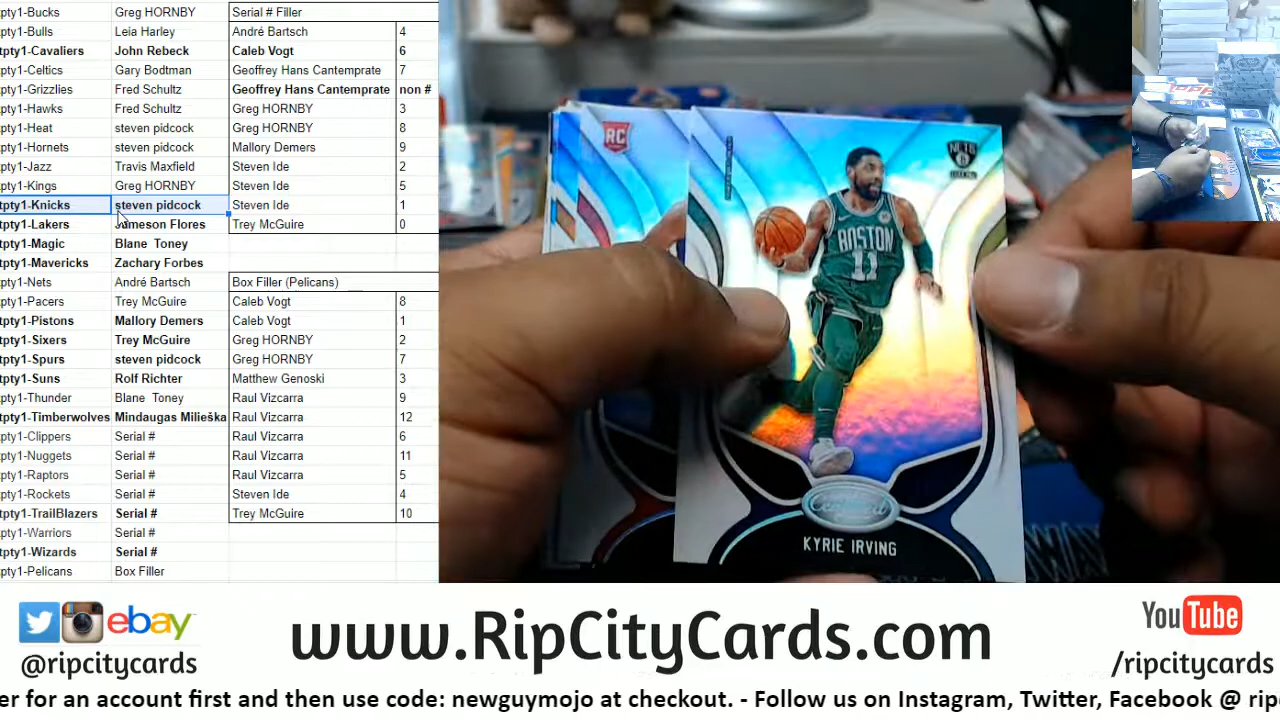 pty1-Bucks Greg HORNBY Serial # Filler
pty1-Bulls Leia Harley André Bartsch 4
tpty1-Cavaliers John Rebeck Caleb Vogt 6
pty1-Celtics Gary Bodtman Geoffrey Hans Cantemprate 7
pty1-Grizzlies Fred Schultz Geoffrey Hans Cantemprate non #
pty1-Hawks Fred Schultz Greg HORNBY 3
pty1-Heat steven pidcock Greg HORNBY 8
pty1-Hornets steven pidcock Mallory Demers 9
pty1-Jazz Travis Maxfield Steven Ide 2
pty1-Kings Greg HORNBY Steven Ide 5
tpty1-Knicks steven pidcock Steven Ide 1
tpty1-Lakers Jameson Flores Trey McGuire 0
tpty1-Magic Blane Toney
tpty1-Mavericks Zachary Forbes
pty1-Nets André Bartsch Box Filler (Pelicans)
pty1-Pacers Trey McGuire Caleb Vogt 8
tpty1-Pistons Mallory Demers Caleb Vogt 1
tpty1-Sixers Trey McGuire Greg HORNBY 2
tpty1-Spurs steven pidcock Greg HORNBY 7
tpty1-Suns Rolf Richter Matthew Genoski 3
pty1-Thunder Blane Toney Raul Vizcarra 9
tpty1-Timberwolves Mindaugas Milieška Raul Vizcarra 12
pty1-Clippers Serial # Raul Vizcarra 6
pty1-Nuggets Serial # Raul Vizcarra 11
pty1-Raptors Serial # Raul Vizcarra 5
pty1-Rockets Serial # Steven Ide 4
tpty1-TrailBlazers Serial # Trey McGuire 10
pty1-Warriors Serial #
tpty1-Wizards Serial #
pty1-Pelicans Box Filler
RC
NETS
BOSTON
11
Certified
KYRIE IRVING
ebay
@ripcitycards
www.RipCityCards.com
YouTube
/ripcitycards
er for an account first and then use code: newguymojo at checkout. - Follow us on Instagram, Twitter, Facebook @ rip